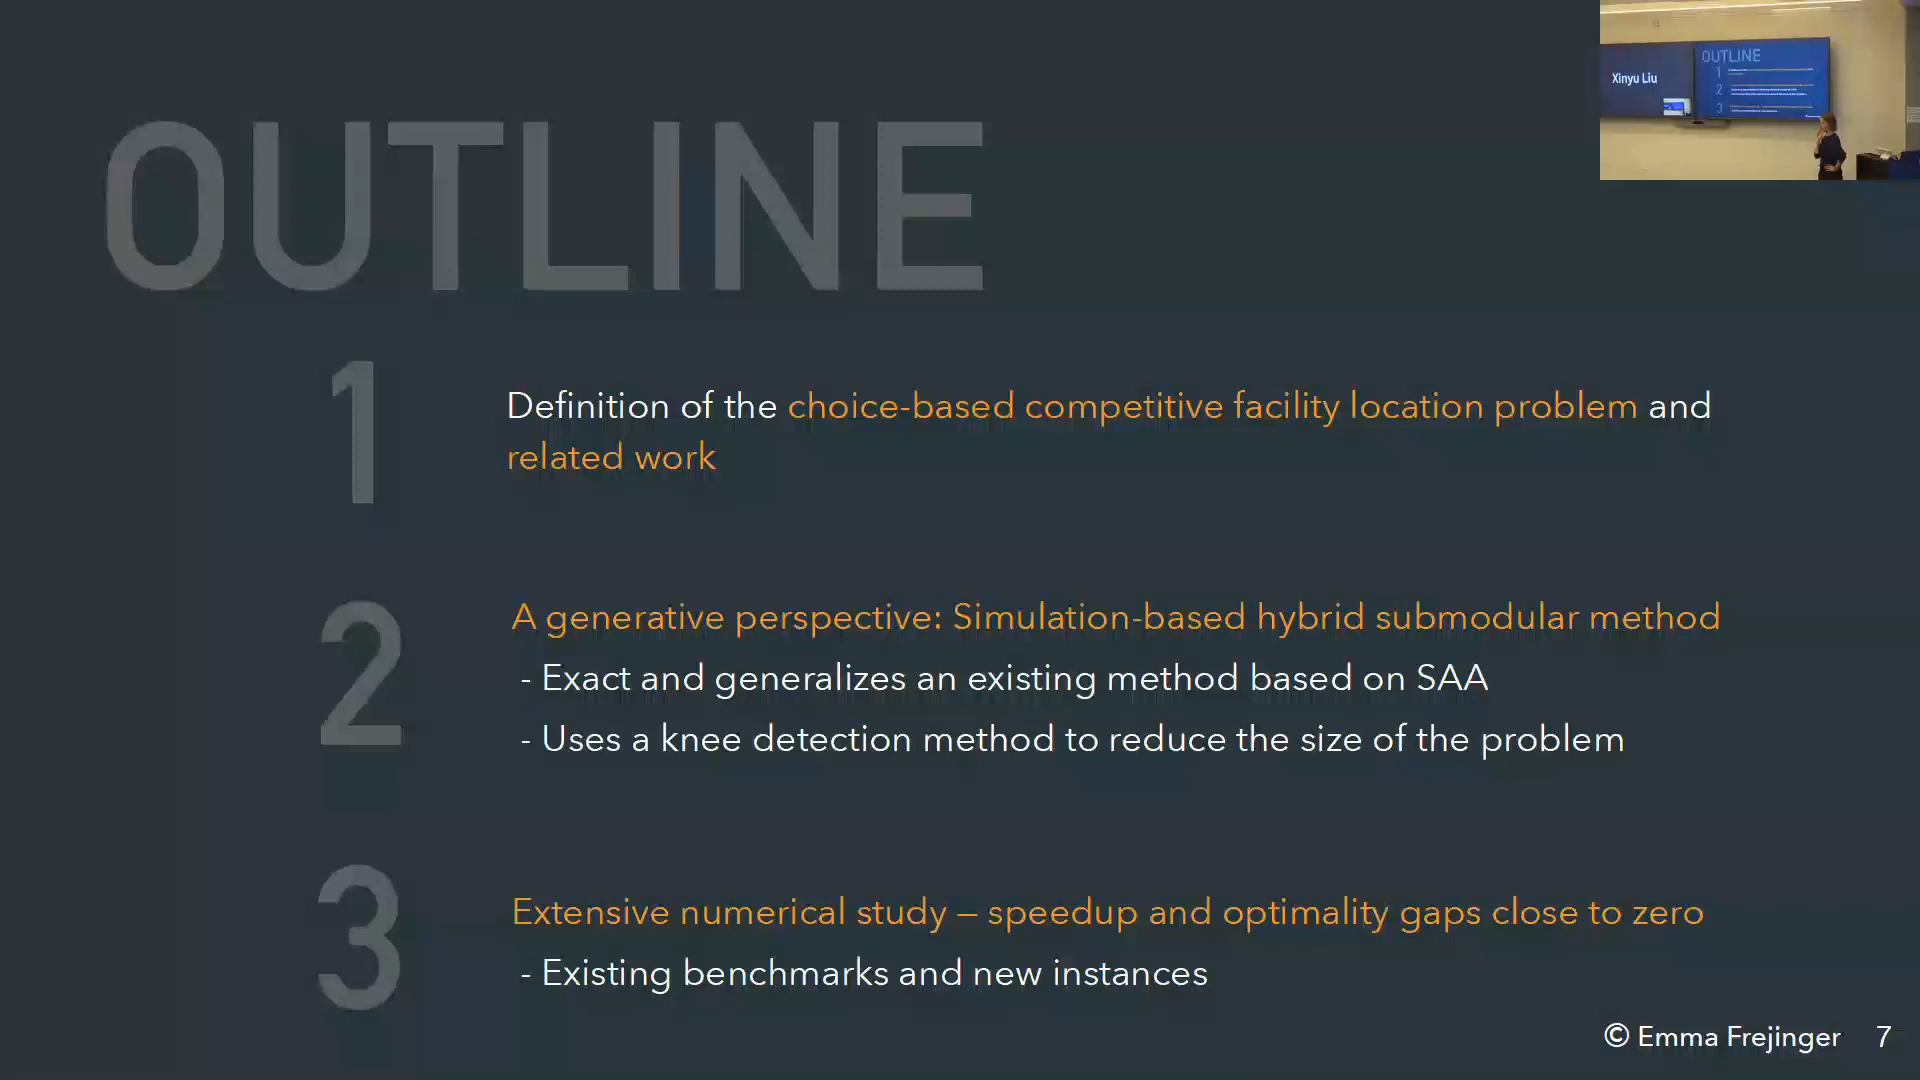 Xinyu Liu
OUTLINE
1
2
3
OUTLINE
1
Definition of the choice-based competitive facility location problem and
related work
2
A generative perspective: Simulation-based hybrid submodular method
- Exact and generalizes an existing method based on SAA
- Uses a knee detection method to reduce the size of the problem
3
Extensive numerical study – speedup and optimality gaps close to zero
- Existing benchmarks and new instances
© Emma Frejinger 7